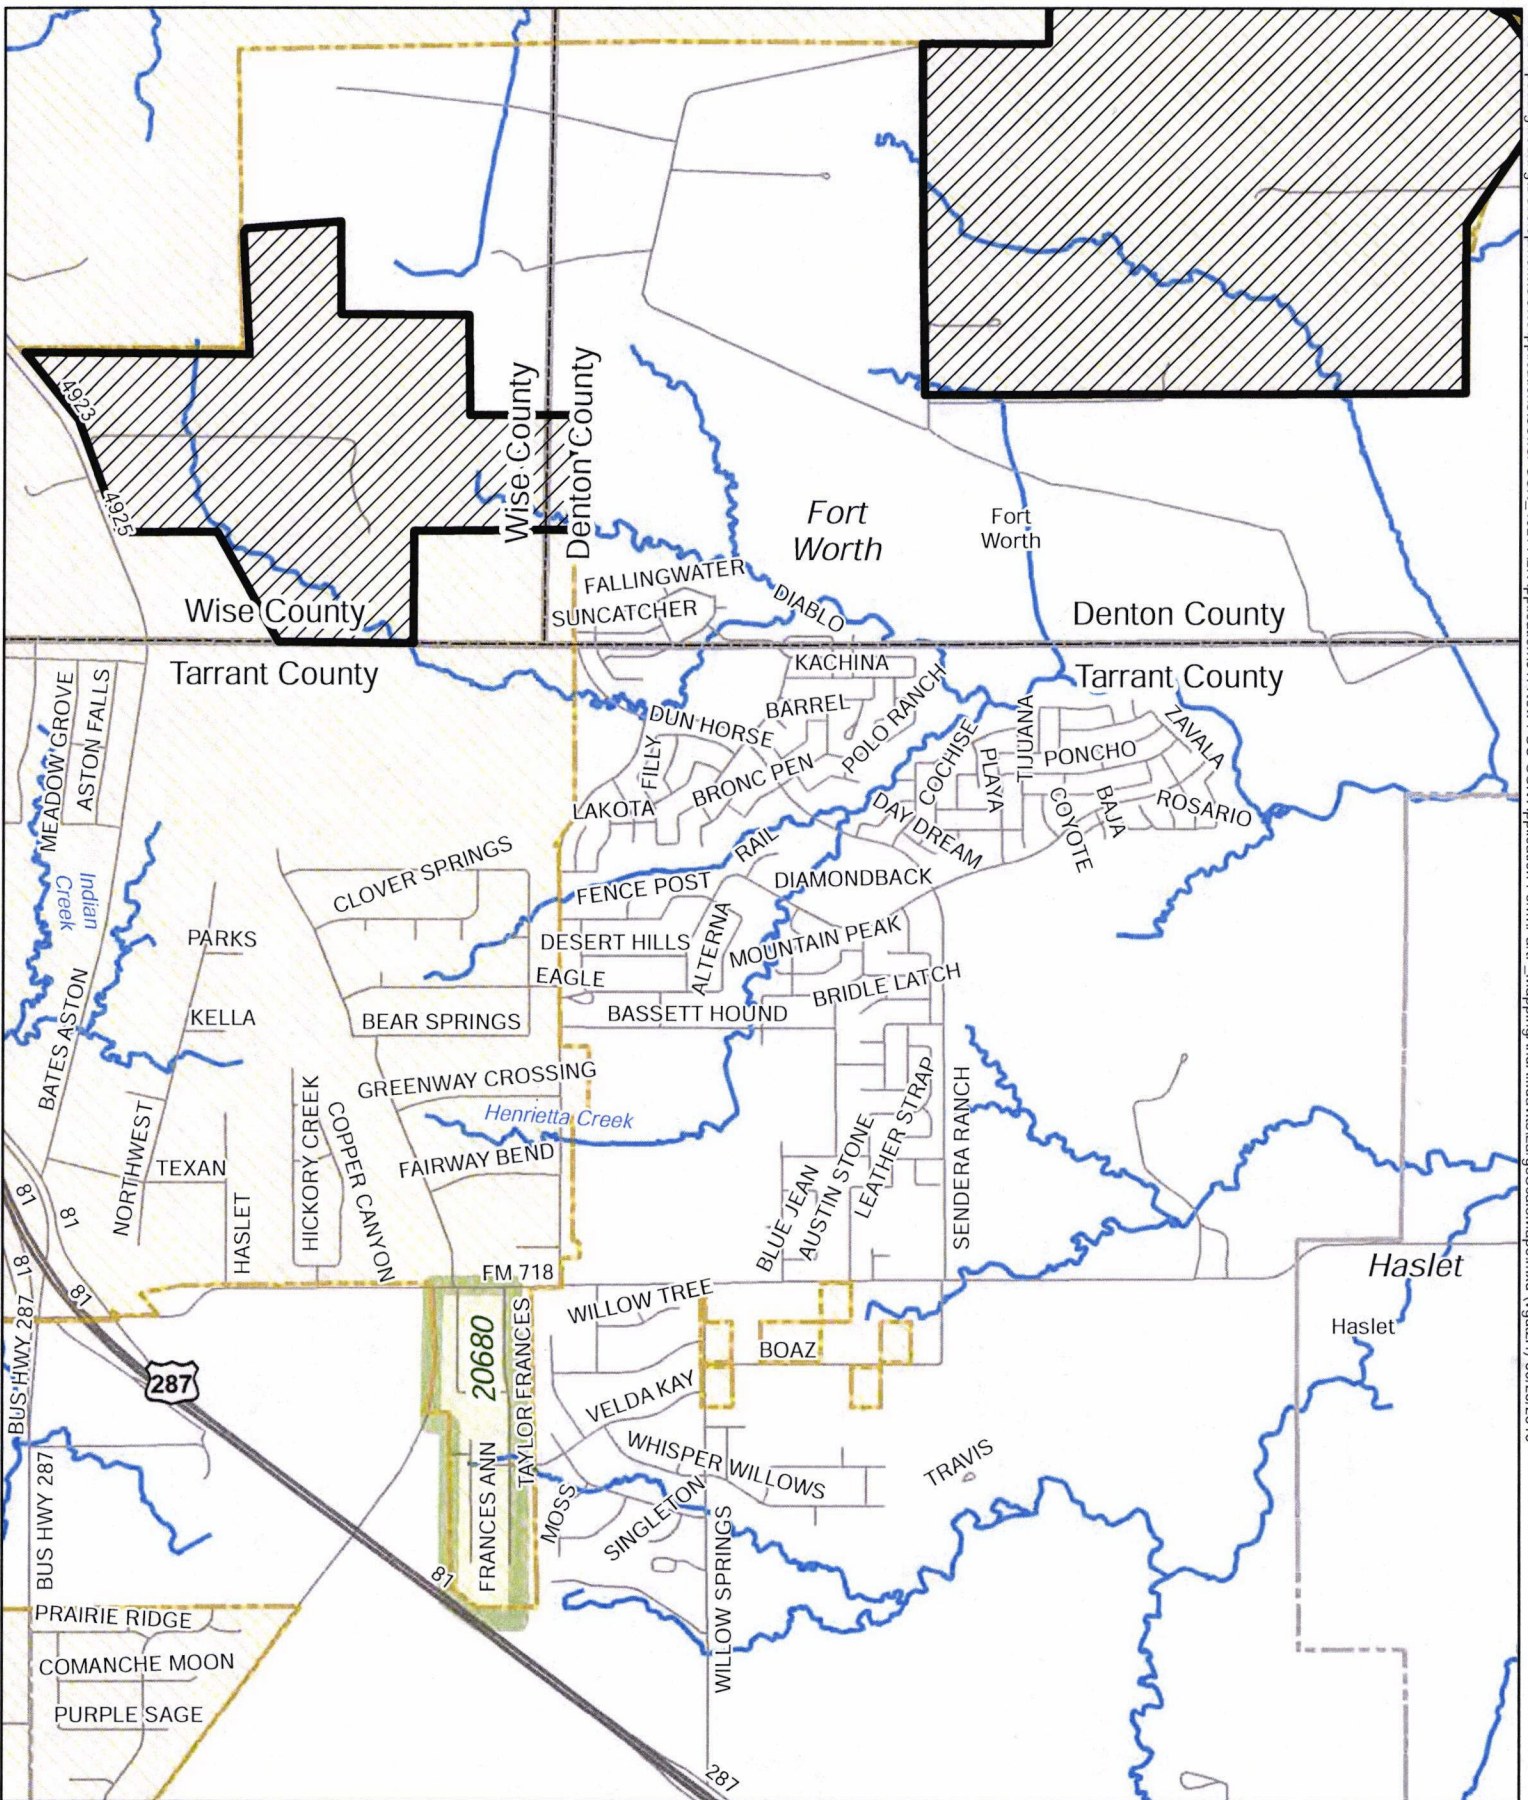 4923
4925
Wise County
Denton County
Fort
Worth
Fort
Worth
FALLINGWATER
SUNCATCHER
DIABLO
Wise County
Denton County
Tarrant County
Tarrant County
KACHINA
MEADOW GROVE
ASTON FALLS
BARREL
POLO RANCH
DUN HORSE
FILLY
BRONC PEN
COCHISE
PLAYA
TIJUANA
PONCHO
ZAVALA
LAKOTA
DAY DREAM
COYOTE
BAJA
ROSARIO
RAIL
CLOVER SPRINGS
FENCE POST
DIAMONDBACK
Indian
Creek
PARKS
DESERT HILLS
ALTERNA
MOUNTAIN PEAK
EAGLE
BRIDLE LATCH
KELLA
BEAR SPRINGS
BASSETT HOUND
BATES ASTON
GREENWAY CROSSING
Henrietta Creek
NORTHWEST
HICKORY CREEK
COPPER CANYON
FAIRWAY BEND
TEXAN
HASLET
BLUE JEAN
AUSTIN STONE
LEATHER STRAP
SENDERA RANCH
81
81
81
81
FM 718
Haslet
WILLOW TREE
BUS HWY 287
287
20680
TAYLOR FRANCES
BOAZ
Haslet
VELDA KAY
WHISPER WILLOWS
TRAVIS
BUS HWY 287
FRANCES ANN
MOSS
SINGLETON
WILLOW SPRINGS
81
PRAIRIE RIDGE
COMANCHE MOON
PURPLE SAGE
287